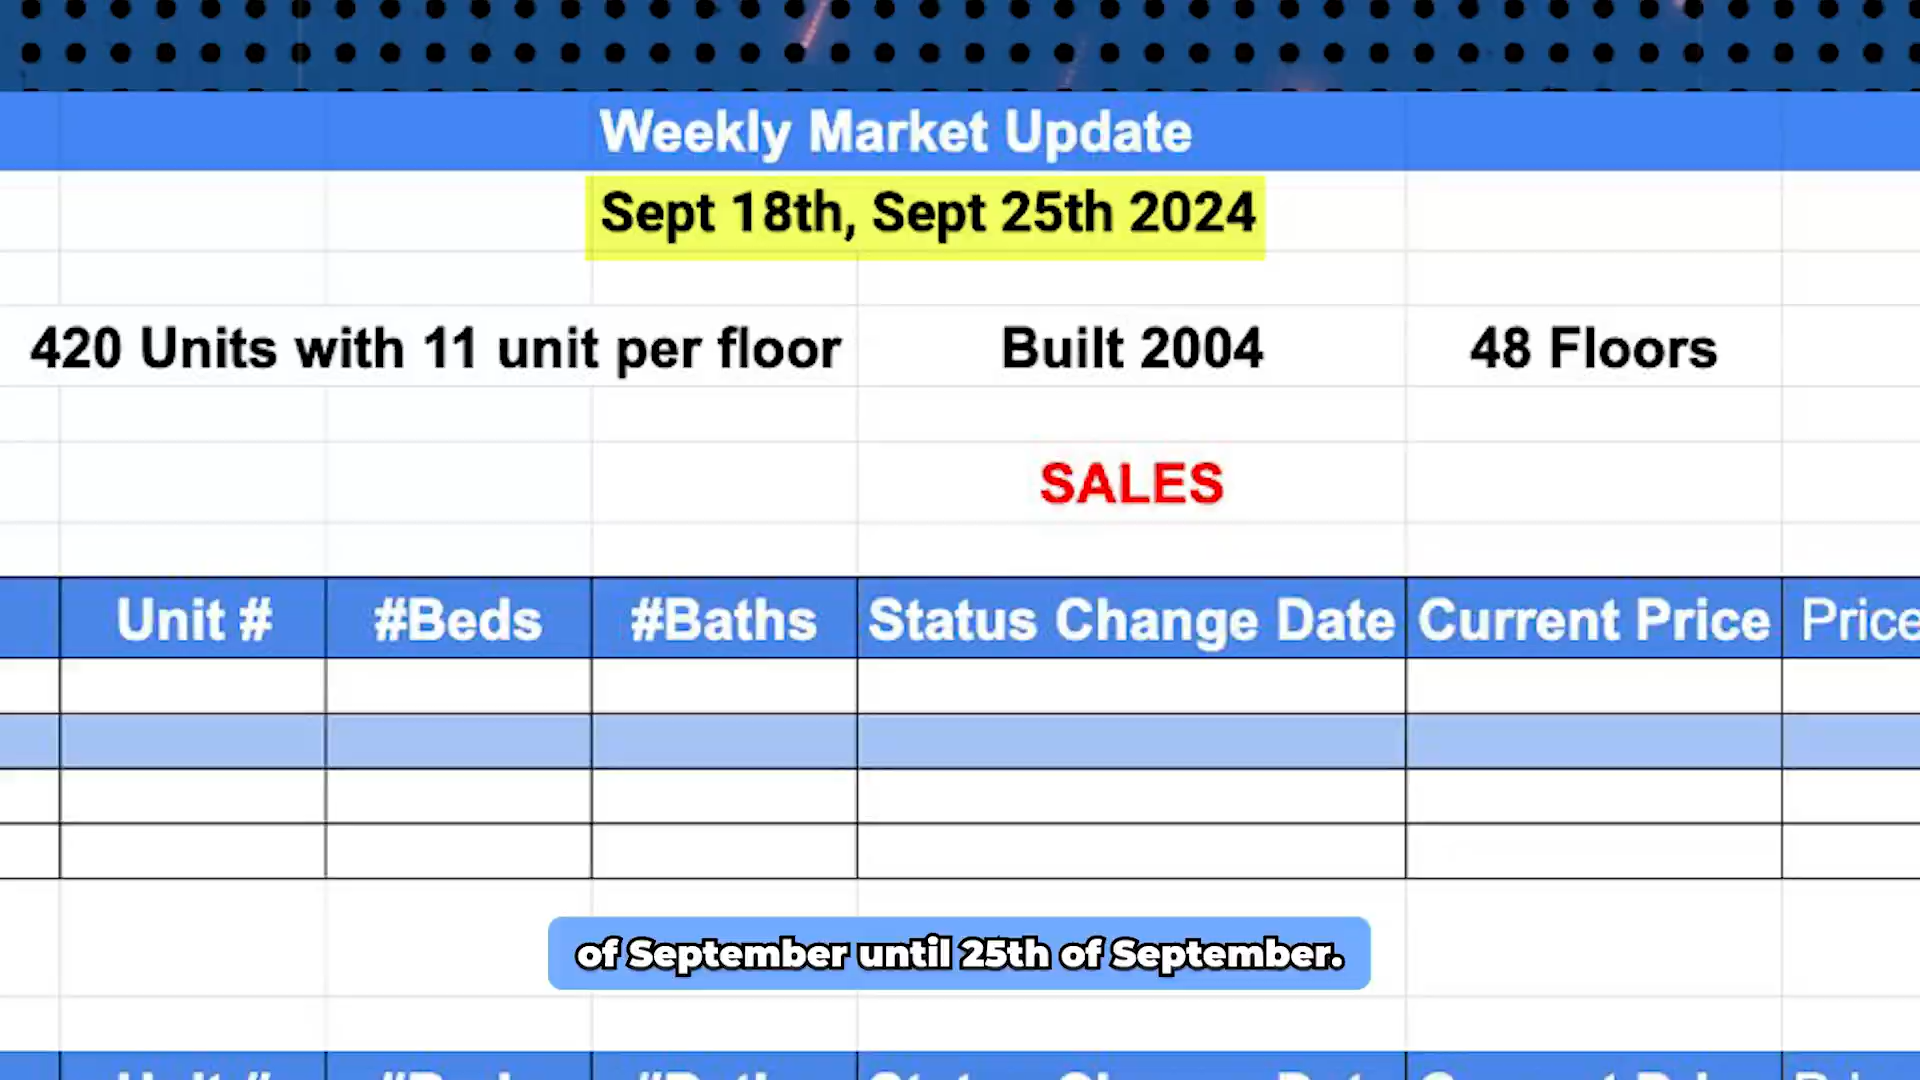 Weekly Market Update
Sept 18th, Sept 25th 2024
420 Units with 11 unit per floor Built 2004 48 Floors
SALES
Unit # #Beds #Baths Status Change Date Current Price Price
of September until 25th of September.